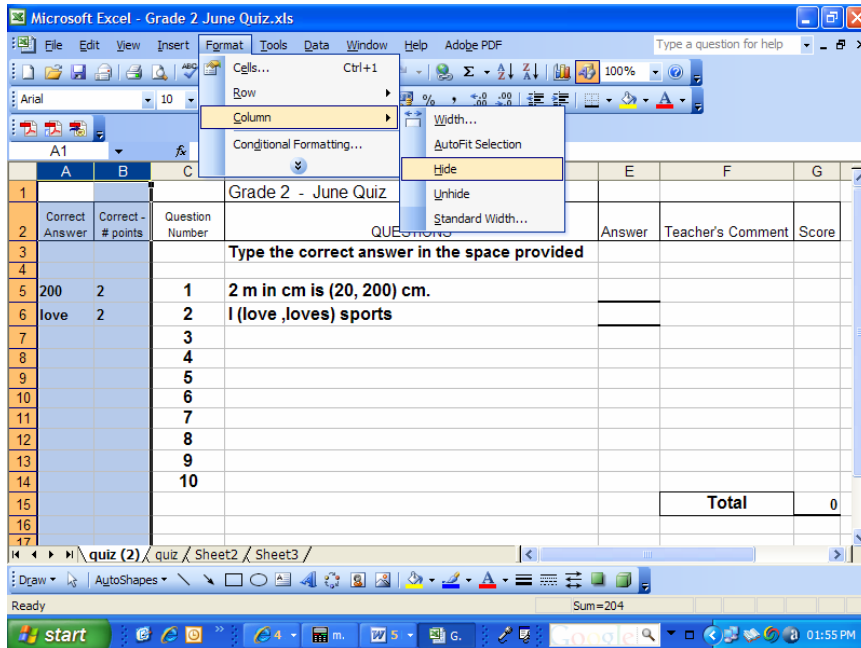 Microsoft Excel - Grade 2 June Quiz.xls
File Edit View Insert Format Tools Data Window Help Adobe PDF Type a question for help
100%
Arial 10
Cells... Ctrl+1
Row
Column
Conditional Formatting...
Width...
AutoFit Selection
Hide
Unhide
Standard Width...
A1 fx
A B C E F G
1 Grade 2 - June Quiz
2 Correct Answer Correct - # points Question Number Answer Teacher's Comment Score
3 Type the correct answer in the space provided
4
5 200 2 1 2 m in cm is (20, 200) cm.
6 love 2 2 I (love ,loves) sports
7 3
8 4
9 5
10 6
11 7
12 8
13 9
14 10
15 Total 0
16
17
quiz (2) quiz Sheet2 Sheet3
Draw AutoShapes
Ready Sum=204
start 4 m. 5 G. Google 01:55 PM